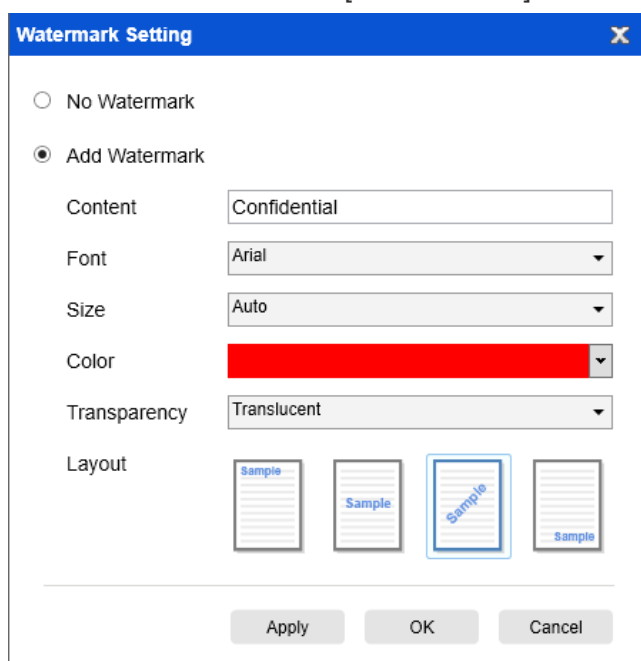 Watermark Setting
No Watermark
Add Watermark
Content Confidential
Font Arial
Size Auto
Color
Transparency Translucent
Layout Sample Sample Sample Sample
Apply OK Cancel